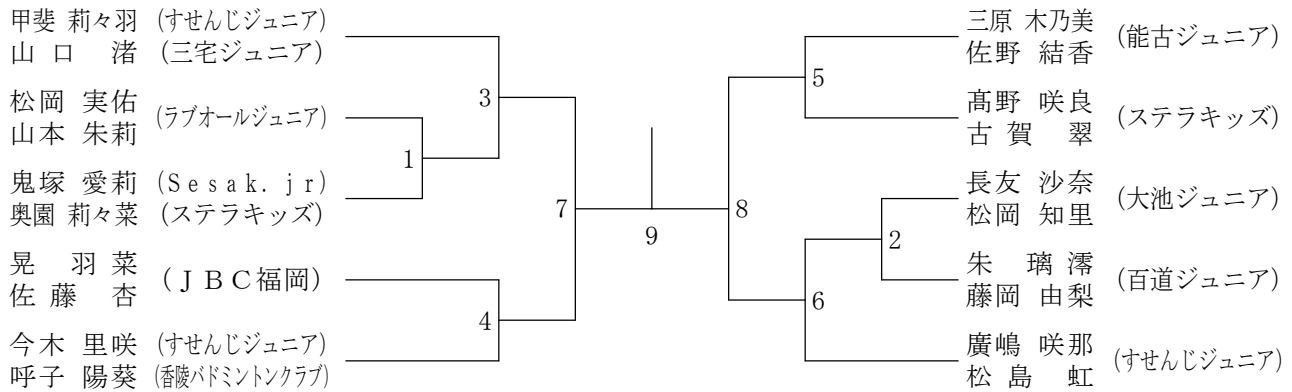 甲斐 莉々羽 (すせんじジュニア)
山口 渚 (三宅ジュニア)
松岡 実佑
山本 朱莉
(ラブオールジュニア)
鬼塚 愛莉 (Sesak.jr)
奥園 莉々菜 (ステラキッズ)
晃 羽菜
佐藤 杏
(ＪＢＣ福岡)
今木 里咲 (すせんじジュニア)
呼子 陽葵 (香陵バドミントンクラブ)
3
1
7
4
9
8
5
2
6
三原 木乃美
佐野 結香
(能古ジュニア)
髙野 咲良
古賀 翠
(ステラキッズ)
長友 沙奈
松岡 知里
(大池ジュニア)
朱 璃澪
藤岡 由梨
(百道ジュニア)
廣嶋 咲那
松島 虹
(すせんじジュニア)